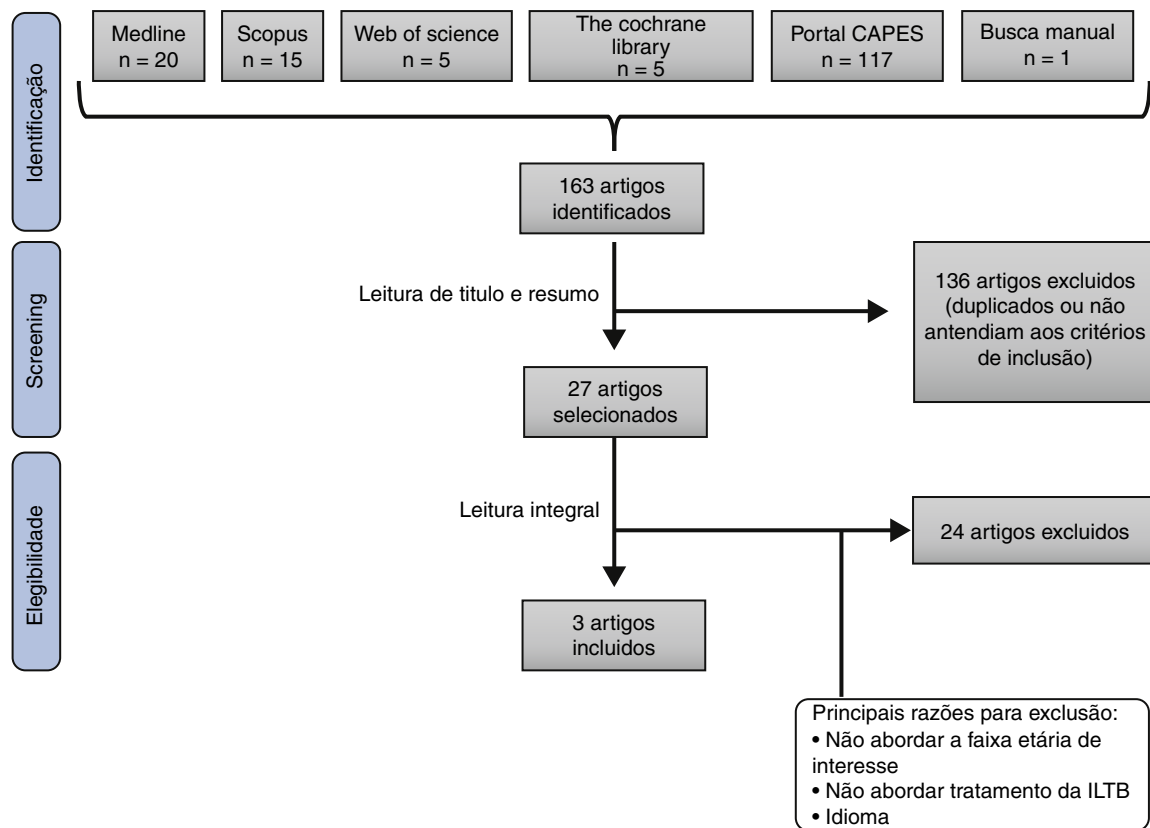 Identificação
Medline
n = 20
Scopus
n = 15
Web of science
n = 5
The cochrane
library
n = 5
Portal CAPES
n = 117
Busca manual
n = 1
163 artigos
identificados
Screening
Leitura de titulo e resumo
136 artigos excluidos
(duplicados ou não
antendiam aos critérios
de inclusão)
27 artigos
selecionados
Elegibilidade
Leitura integral
24 artigos excluidos
3 artigos
incluidos
Principais razões para exclusão:
• Não abordar a faixa etária de
interesse
• Não abordar tratamento da ILTB
• Idioma